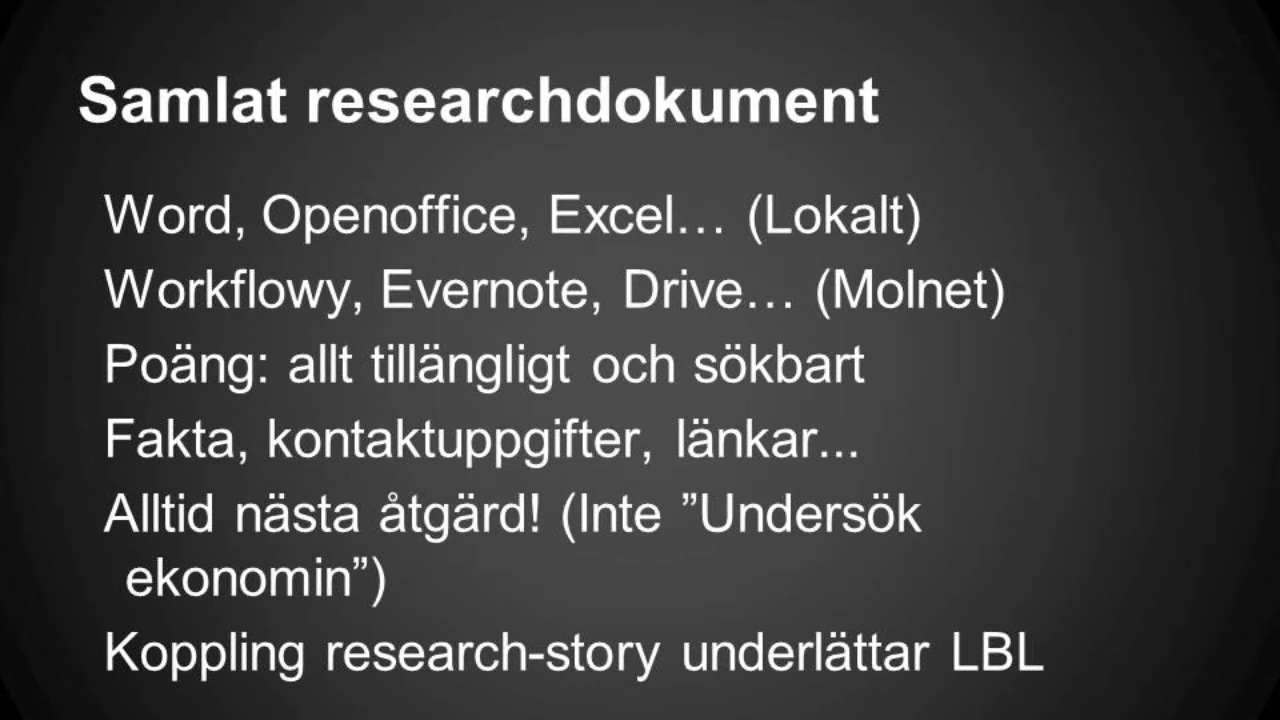 Samlat researchdokument
Word, Openoffice, Excel… (Lokalt)
Workflowy, Evernote, Drive… (Molnet)
Poäng: allt tillängligt och sökbart
Fakta, kontaktuppgifter, länkar...
Alltid nästa åtgärd! (Inte ”Undersök
ekonomin”)
Koppling research-story underlättar LBL